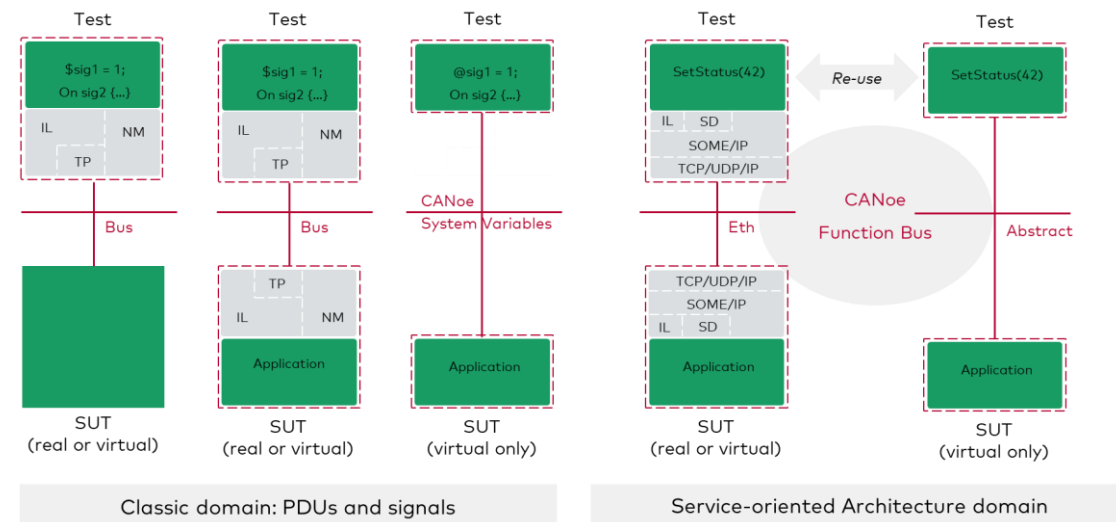 Test
$sig1 = 1;
On sig2 {...}
IL
NM
TP
Bus
SUT
(real or virtual)
Test
$sig1 = 1;
On sig2 {...}
IL
NM
TP
Bus
TP
IL
NM
Application
SUT
(real or virtual)
Test
@sig1 = 1;
On sig2 {...}
CANoe
System Variables
Application
SUT
(virtual only)
Classic domain: PDUs and signals
Test
SetStatus(42)
IL
SD
SOME/IP
TCP/UDP/IP
Eth
TCP/UDP/IP
SOME/IP
IL
SD
Application
SUT
(real or virtual)
Re-use
CANoe
Function Bus
Test
SetStatus(42)
Abstract
Application
SUT
(virtual only)
Service-oriented Architecture domain